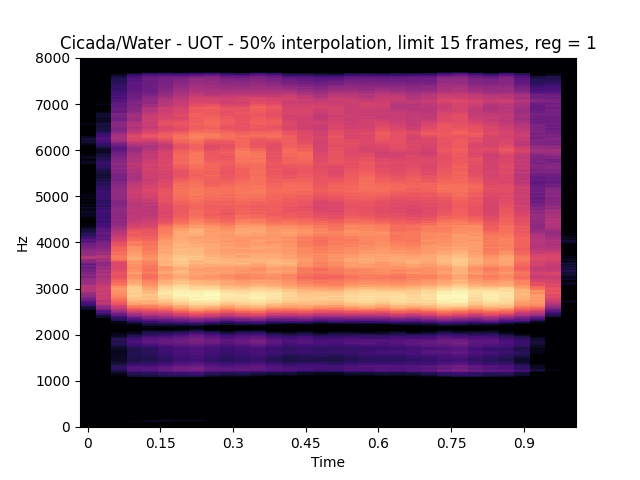 Cicada/Water - UOT - 50% interpolation, limit 15 frames, reg = 1
8000
7000
6000
5000
4000
3000
2000
1000
0
Hz
0 0.15 0.3 0.45 0.6 0.75 0.9
Time